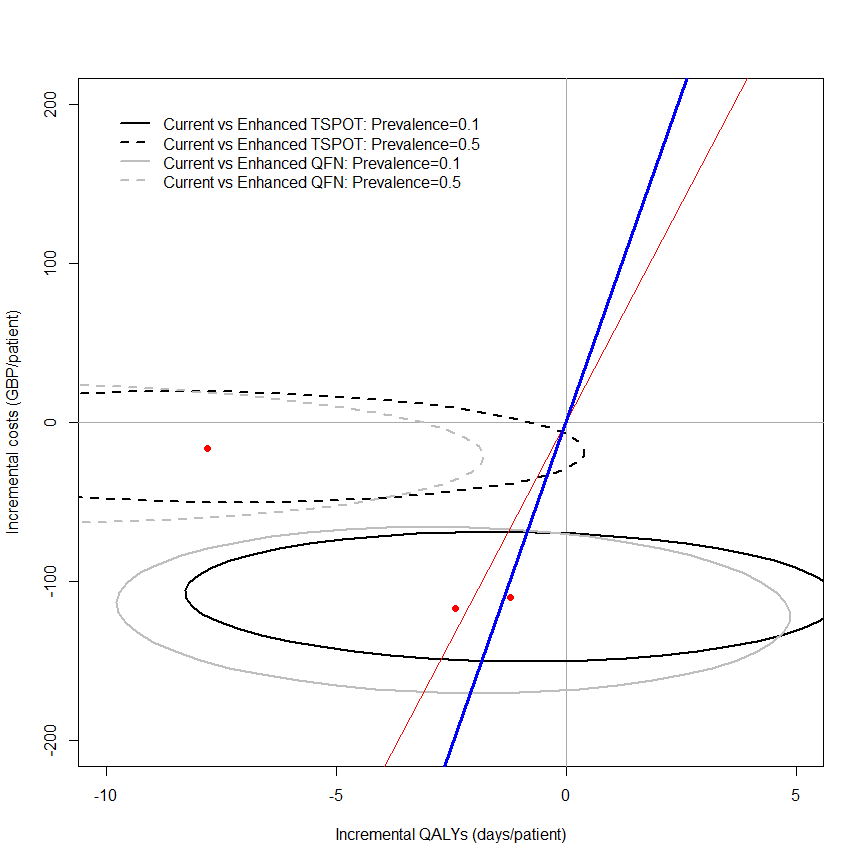 200
100
0
-100
-200
Incremental costs (GBP/patient)
Current vs Enhanced TSPOT: Prevalence=0.1
Current vs Enhanced TSPOT: Prevalence=0.5
Current vs Enhanced QFN: Prevalence=0.1
Current vs Enhanced QFN: Prevalence=0.5
-10
-5
0
5
Incremental QALYs (days/patient)